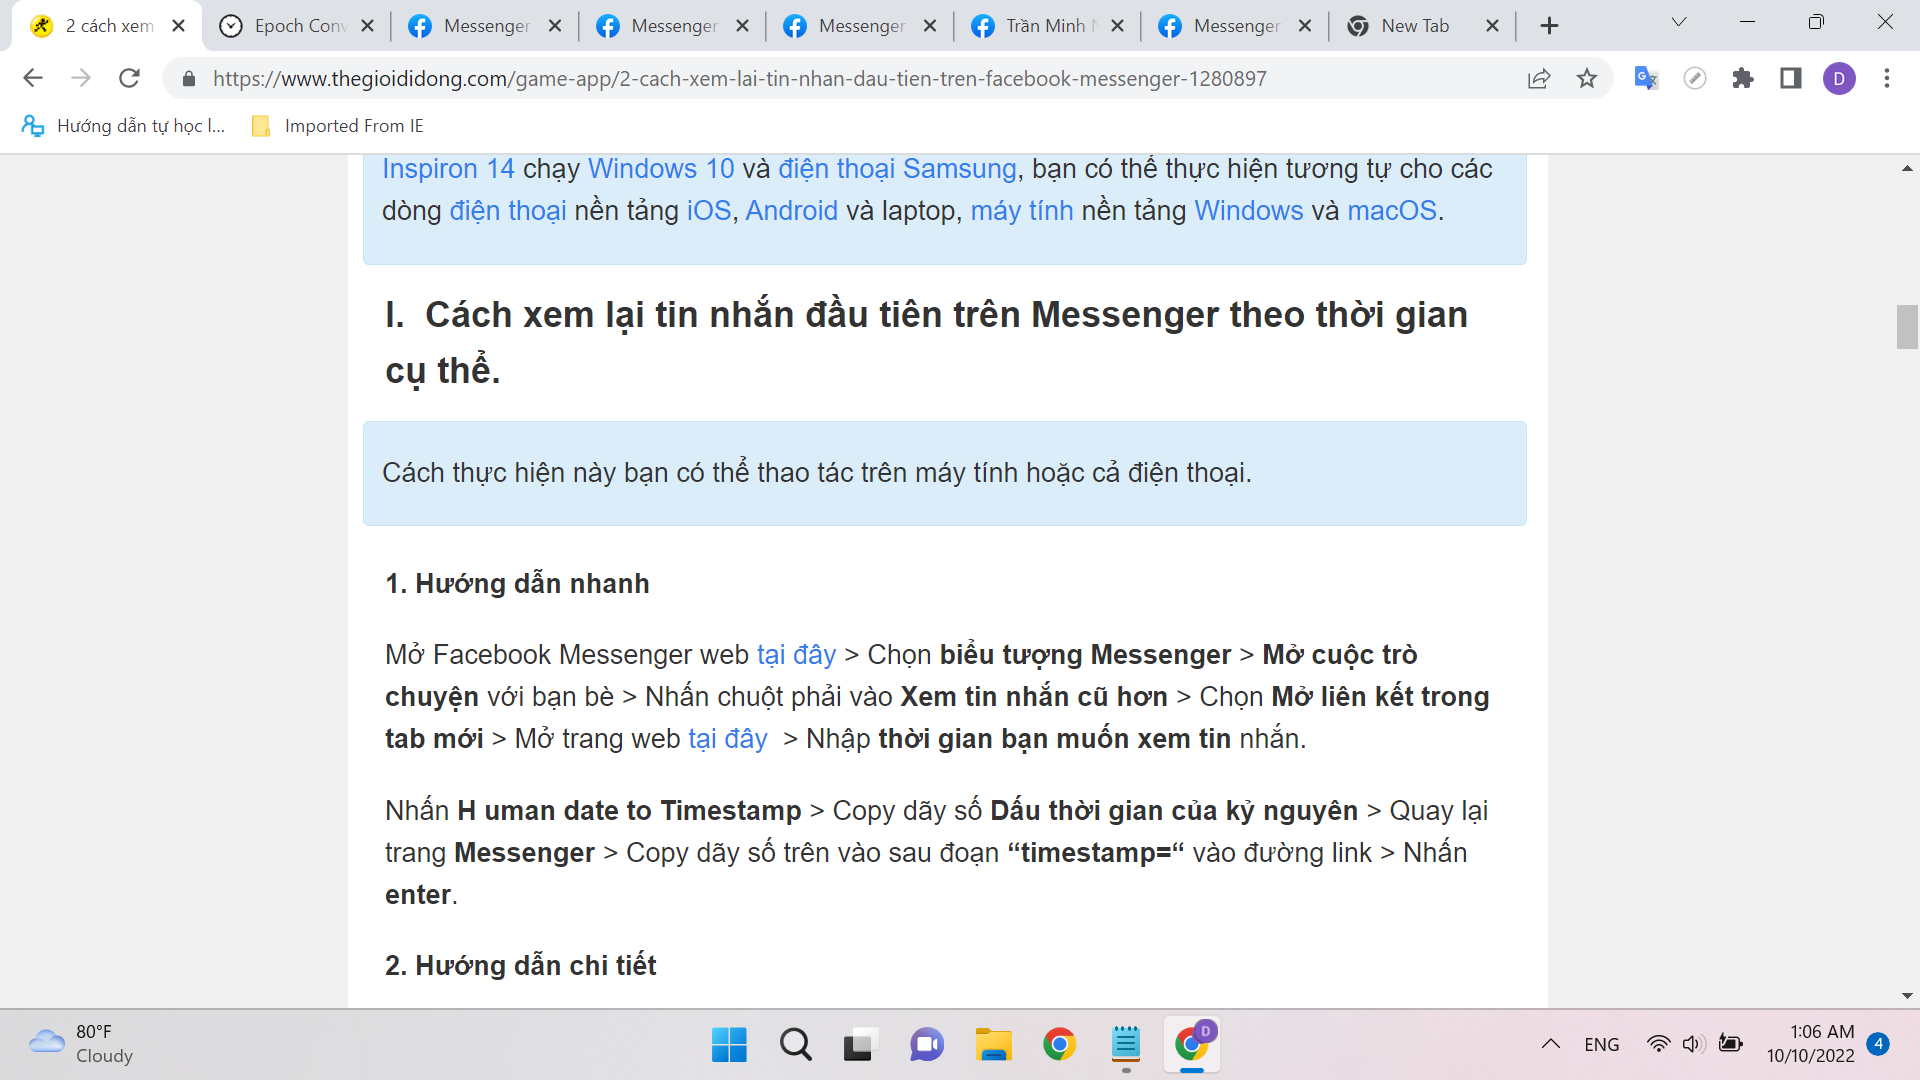 2 cách xem
Epoch Conv
Messenger
Messenger
Messenger
Trần Minh
Messenger
New Tab
https://www.thegioididong.com/game-app/2-cach-xem-lai-tin-nhan-dau-tien-tren-facebook-messenger-1280897
D
Hướng dẫn tự học l...
Imported From IE
Inspiron 14 chạy Windows 10 và điện thoại Samsung, bạn có thể thực hiện tương tự cho các
dòng điện thoại nền tảng iOS, Android và laptop, máy tính nền tảng Windows và macOS.
I. Cách xem lại tin nhắn đầu tiên trên Messenger theo thời gian
cụ thể.
Cách thực hiện này bạn có thể thao tác trên máy tính hoặc cả điện thoại.
1. Hướng dẫn nhanh
Mở Facebook Messenger web tại đây > Chọn biểu tượng Messenger > Mở cuộc trò
chuyện với bạn bè > Nhấn chuột phải vào Xem tin nhắn cũ hơn > Chọn Mở liên kết trong
tab mới > Mở trang web tại đây > Nhập thời gian bạn muốn xem tin nhắn.
Nhấn H uman date to Timestamp > Copy dãy số Dấu thời gian của kỷ nguyên > Quay lại
trang Messenger > Copy dãy số trên vào sau đoạn “timestamp=“ vào đường link > Nhấn
enter.
2. Hướng dẫn chi tiết
80°F
Cloudy
D
ENG
1:06 AM
10/10/2022
4